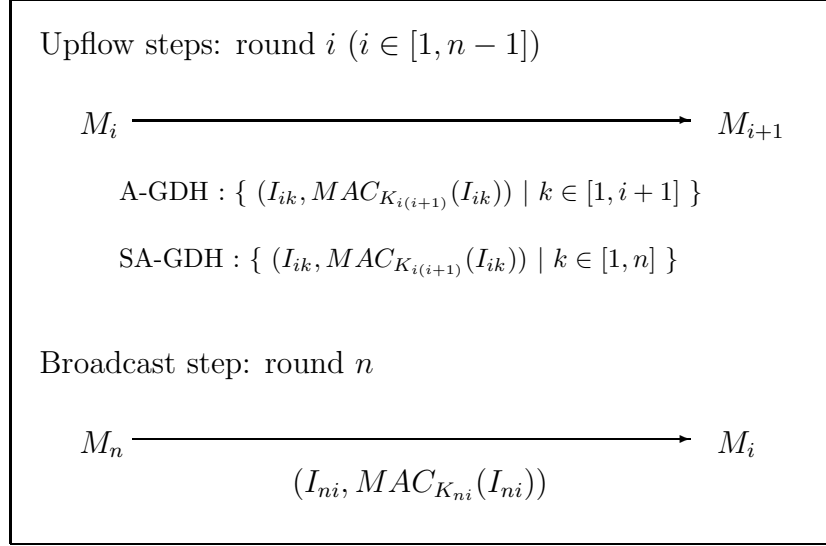 Upflow steps: round i (i ∈ [1, n − 1])
M_i M_{i+1}
A-GDH : { (I_{ik}, MAC_{K_{i(i+1)}}(I_{ik})) | k ∈ [1, i + 1] }
SA-GDH : { (I_{ik}, MAC_{K_{i(i+1)}}(I_{ik})) | k ∈ [1, n] }
Broadcast step: round n
M_n M_i
(I_{ni}, MAC_{K_{ni}}(I_{ni}))